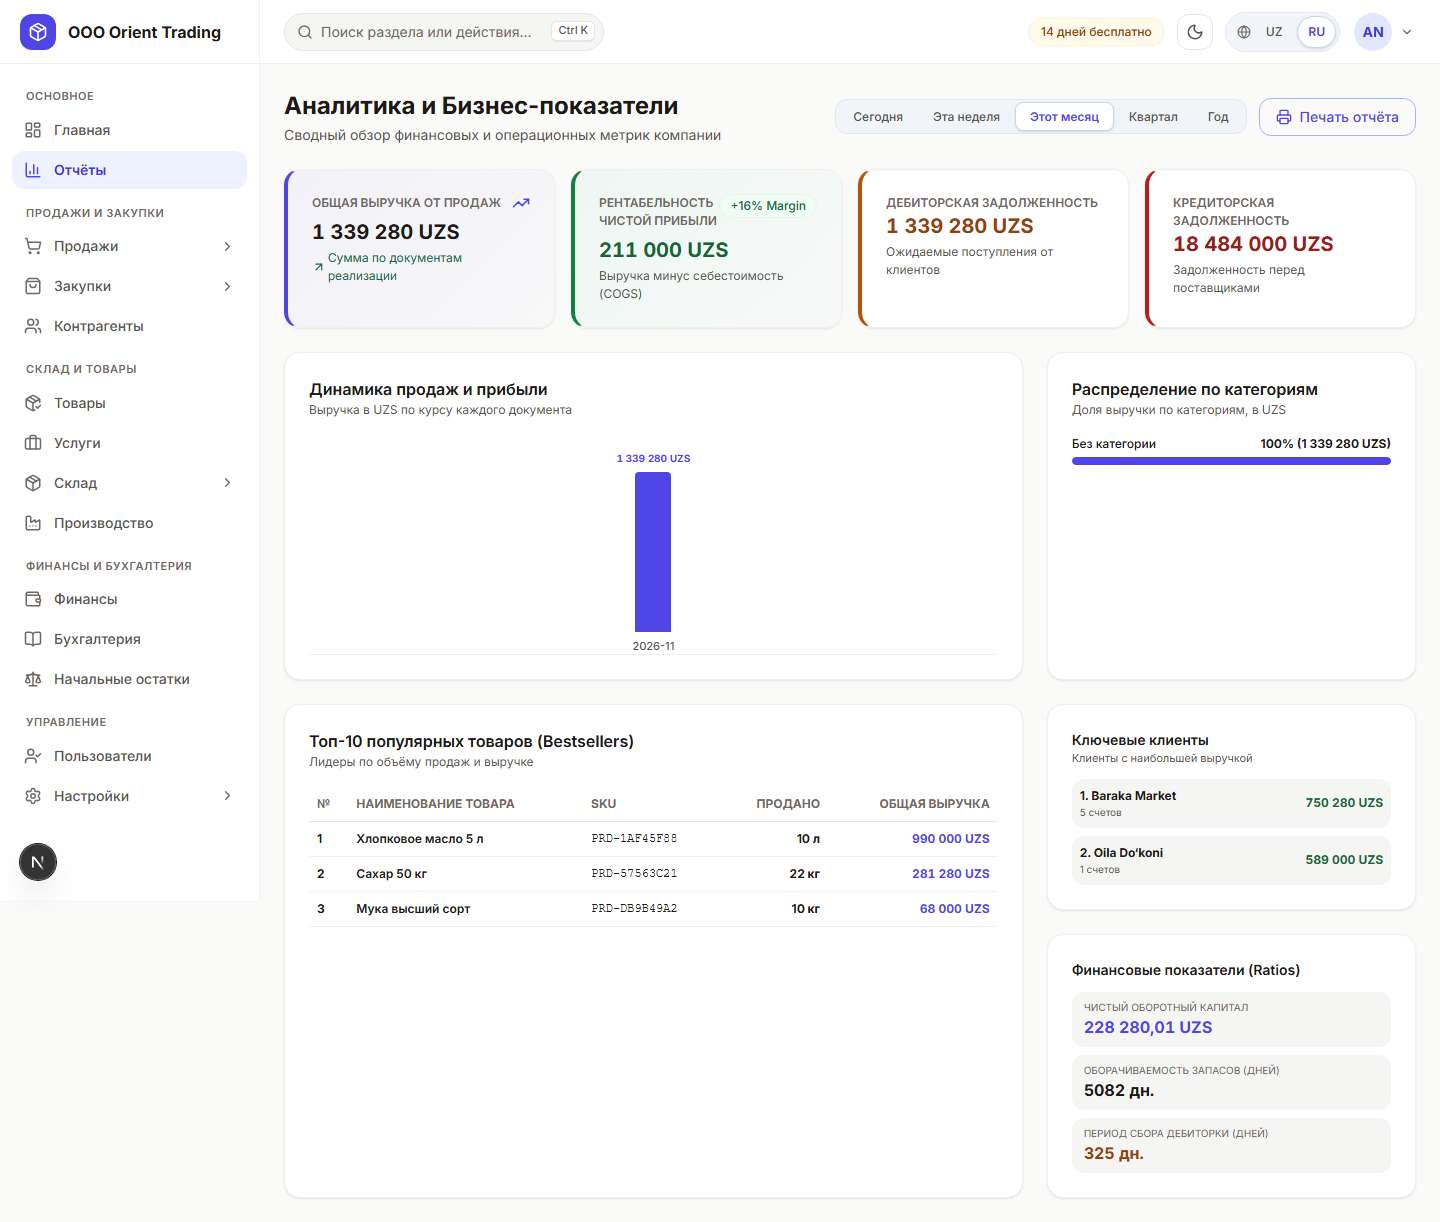 OOO Orient Trading
Поиск раздела или действия...
Ctrl K
14 дней бесплатно
UZ
RU
AN
ОСНОВНОЕ
Главная
Отчёты
ПРОДАЖИ И ЗАКУПКИ
Продажи
Закупки
Контрагенты
СКЛАД И ТОВАРЫ
Товары
Услуги
Склад
Производство
ФИНАНСЫ И БУХГАЛТЕРИЯ
Финансы
Бухгалтерия
Начальные остатки
УПРАВЛЕНИЕ
Пользователи
Настройки
N
Аналитика и Бизнес-показатели
Сводный обзор финансовых и операционных метрик компании
Сегодня
Эта неделя
Этот месяц
Квартал
Год
Печать отчёта
ОБЩАЯ ВЫРУЧКА ОТ ПРОДАЖ
1 339 280 UZS
Сумма по документам
реализации
РЕНТАБЕЛЬНОСТЬ
ЧИСТОЙ ПРИБЫЛИ
+16% Margin
211 000 UZS
Выручка минус себестоимость
(COGS)
ДЕБИТОРСКАЯ ЗАДОЛЖЕННОСТЬ
1 339 280 UZS
Ожидаемые поступления от
клиентов
КРЕДИТОРСКАЯ
ЗАДОЛЖЕННОСТЬ
18 484 000 UZS
Задолженность перед
поставщиками
Динамика продаж и прибыли
Выручка в UZS по курсу каждого документа
1 339 280 UZS
2026-11
Распределение по категориям
Доля выручки по категориям, в UZS
Без категории 100% (1 339 280 UZS)
Топ-10 популярных товаров (Bestsellers)
Лидеры по объёму продаж и выручке
№ НАИМЕНОВАНИЕ ТОВАРА SKU ПРОДАНО ОБЩАЯ ВЫРУЧКА
1 Хлопковое масло 5 л PRD-1AF45F88 10 л 990 000 UZS
2 Сахар 50 кг PRD-57563C21 22 кг 281 280 UZS
3 Мука высший сорт PRD-DB9B49A2 10 кг 68 000 UZS
Ключевые клиенты
Клиенты с наибольшей выручкой
1. Baraka Market
5 счетов
750 280 UZS
2. Oila Do‘koni
1 счетов
589 000 UZS
Финансовые показатели (Ratios)
ЧИСТЫЙ ОБОРОТНЫЙ КАПИТАЛ
228 280,01 UZS
ОБОРАЧИВАЕМОСТЬ ЗАПАСОВ (ДНЕЙ)
5082 дн.
ПЕРИОД СБОРА ДЕБИТОРКИ (ДНЕЙ)
325 дн.